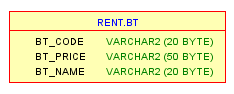 RENT.BT
BT_CODE VARCHAR2 (20 BYTE)
BT_PRICE VARCHAR2 (50 BYTE)
BT_NAME VARCHAR2 (20 BYTE)